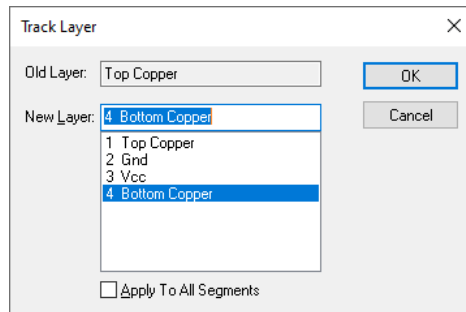 Track Layer
Old Layer: Top Copper
OK
New Layer: 4 Bottom Copper
Cancel
1 Top Copper
2 Gnd
3 Vcc
4 Bottom Copper
Apply To All Segments